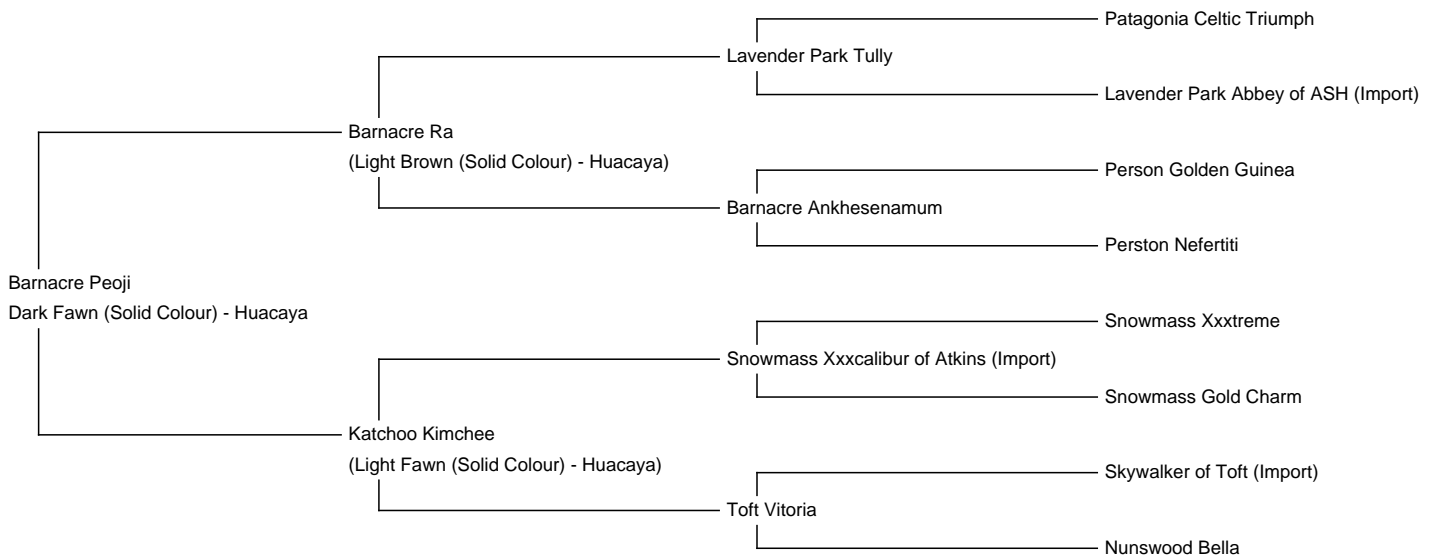 Patagonia Celtic Triumph
Lavender Park Tully
Lavender Park Abbey of ASH (Import)
Barnacre Ra
(Light Brown (Solid Colour) - Huacaya)
Person Golden Guinea
Barnacre Ankhesenamum
Perston Nefertiti
Barnacre Peoji
Dark Fawn (Solid Colour) - Huacaya
Snowmass Xxxtreme
Snowmass Xxxcalibur of Atkins (Import)
Snowmass Gold Charm
Katchoo Kimchee
(Light Fawn (Solid Colour) - Huacaya)
Skywalker of Toft (Import)
Toft Vitoria
Nunswood Bella